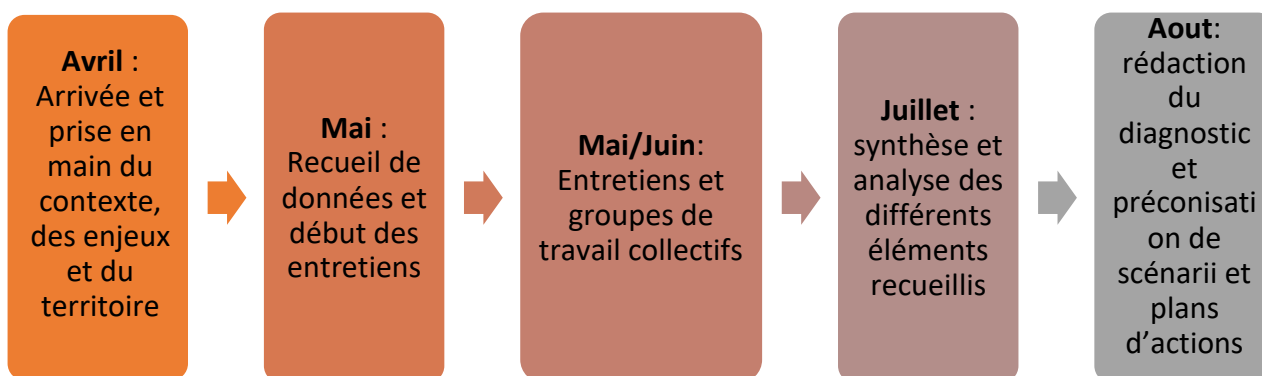 Avril :
Arrivée et
prise en
main du
contexte,
des enjeux
et du
territoire
Mai :
Recueil de
données et
début des
entretiens
Mai/Juin:
Entretiens et
groupes de
travail collectifs
Juillet :
synthèse et
analyse des
différents
éléments
recueillis
Aout:
rédaction
du
diagnostic
et
préconisati
on de
scénarii et
plans
d’actions